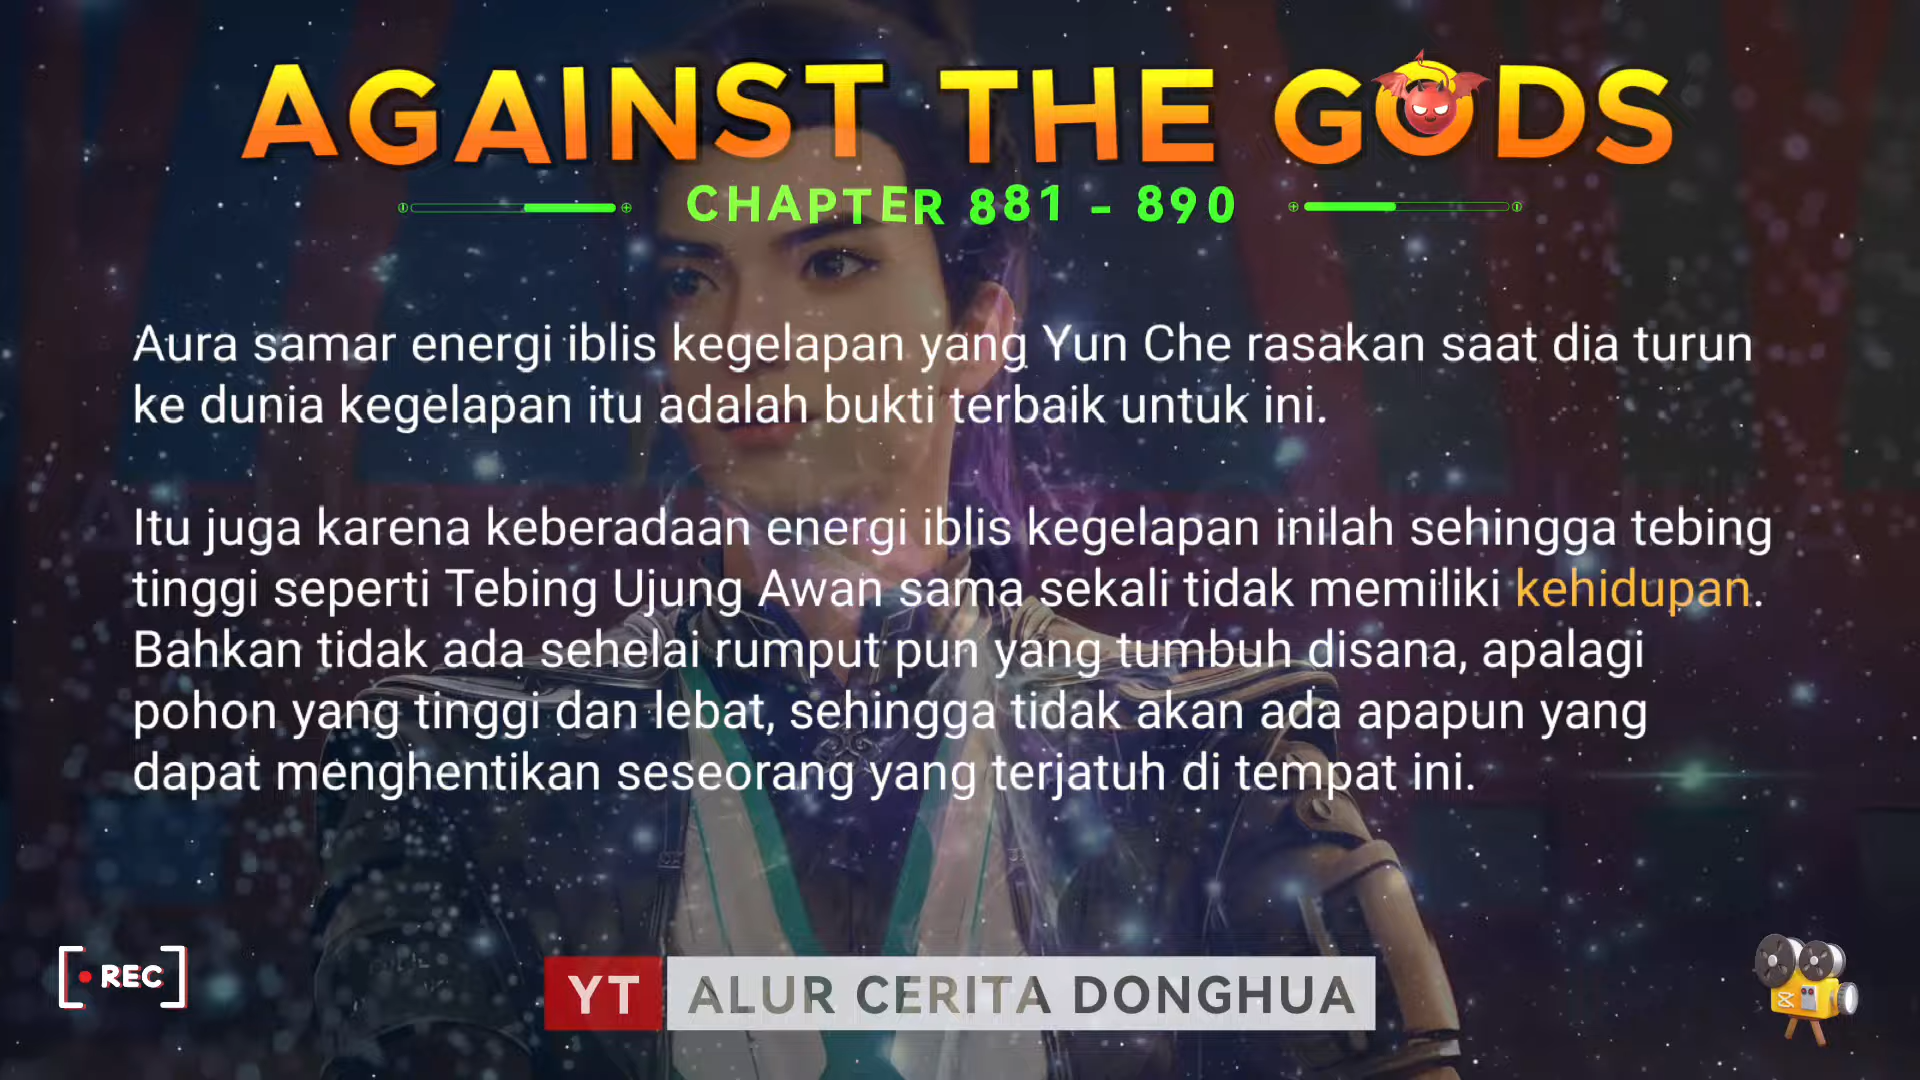 AGAINST THE GODS
CHAPTER 881 - 890
Aura samar energi iblis kegelapan yang Yun Che rasakan saat dia turun
ke dunia kegelapan itu adalah bukti terbaik untuk ini.
Itu juga karena keberadaan energi iblis kegelapan inilah sehingga tebing
tinggi seperti Tebing Ujung Awan sama sekali tidak memiliki kehidupan.
Bahkan tidak ada sehelai rumput pun yang tumbuh disana, apalagi
pohon yang tinggi dan lebat, sehingga tidak akan ada apapun yang
dapat menghentikan seseorang yang terjatuh di tempat ini.
REC
YT ALUR CERITA DONGHUA